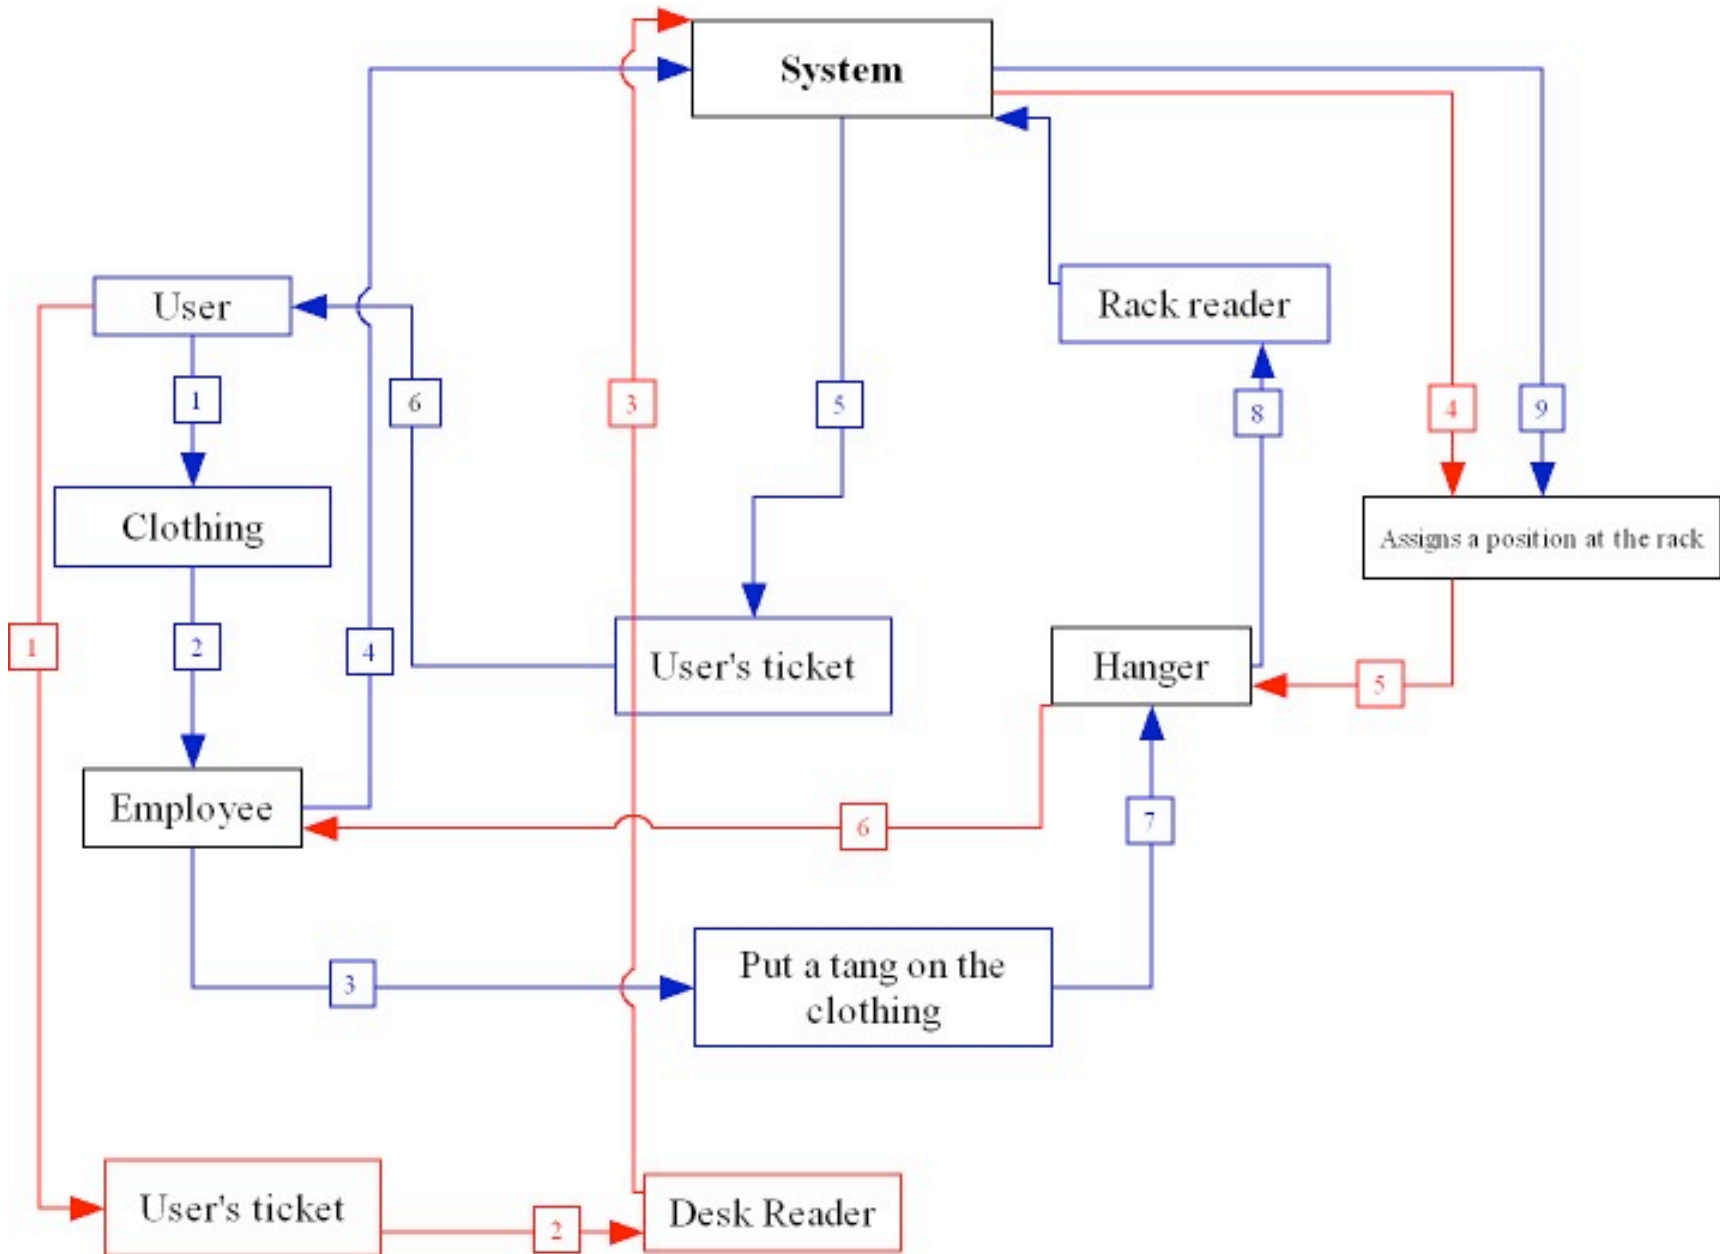 System
User
Rack reader
1
6
3
5
8
4
9
Clothing
Assigns a position at the rack
1
2
4
User's ticket
Hanger
5
Employee
6
7
3
Put a tang on the
clothing
User's ticket
2
Desk Reader